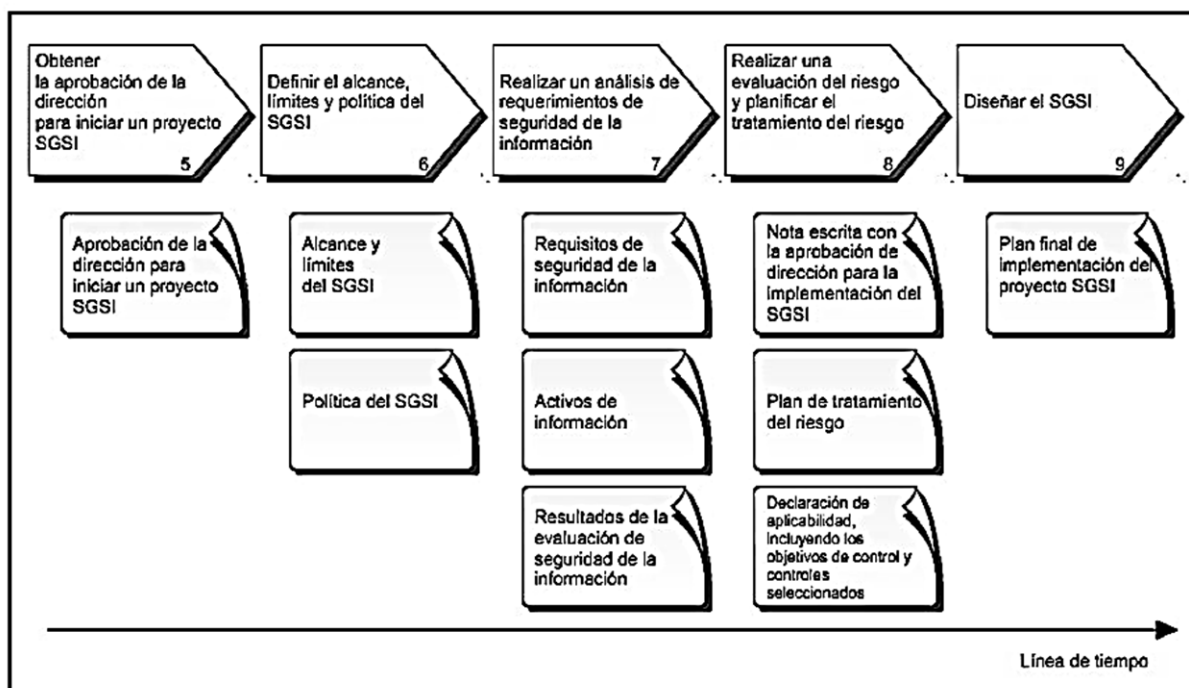 Obtener
la aprobación de la
dirección
para iniciar un proyecto
SGSI
5
Definir el alcance,
límites y política del
SGSI
6
Realizar un análisis de
requerimientos de
seguridad de la
información
7
Realizar una
evaluación del riesgo
y planificar el
tratamiento del riesgo
8
Diseñar el SGSI
9
Aprobación de la
dirección para
iniciar un proyecto
SGSI
Alcance y
límites
del SGSI
Política del SGSI
Requisitos de
seguridad de la
información
Activos de
información
Resultados de la
evaluación de
seguridad de la
información
Nota escrita con
la aprobación de
dirección para la
implementación del
SGSI
Plan de tratamiento
del riesgo
Declaración de
aplicabilidad,
incluyendo los
objetivos de control y
controles
seleccionados
Plan final de
implementación del
proyecto SGSI
Línea de tiempo